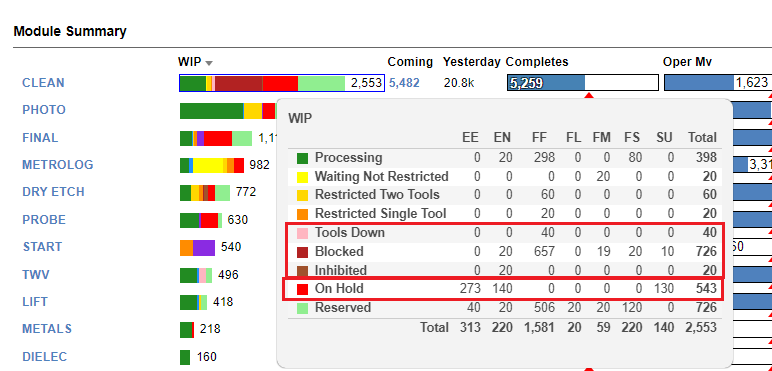 Module Summary
WIP Coming Yesterday Completes Oper Mv
CLEAN 2,553 5,482 20.8k 5,259 1,623
PHOTO
WIP
FINAL 1,1
EE EN FF FL FM FS SU Total
Processing 0 20 298 0 0 80 0 398
METROLOG 982 3,31
Waiting Not Restricted 0 0 0 0 20 0 0 20
DRY ETCH 772
Restricted Two Tools 0 0 60 0 0 0 0 60
Restricted Single Tool 0 0 20 0 0 0 0 20
PROBE 630
Tools Down 0 0 40 0 0 0 0 40
START 540 60
Blocked 0 20 657 0 19 20 10 726
Inhibited 0 20 0 0 0 0 0 20
TWV 496
On Hold 273 140 0 0 0 0 130 543
LIFT 418
Reserved 40 20 506 20 20 120 0 726
METALS 218
Total 313 220 1,581 20 59 220 140 2,553
DIELEC 160